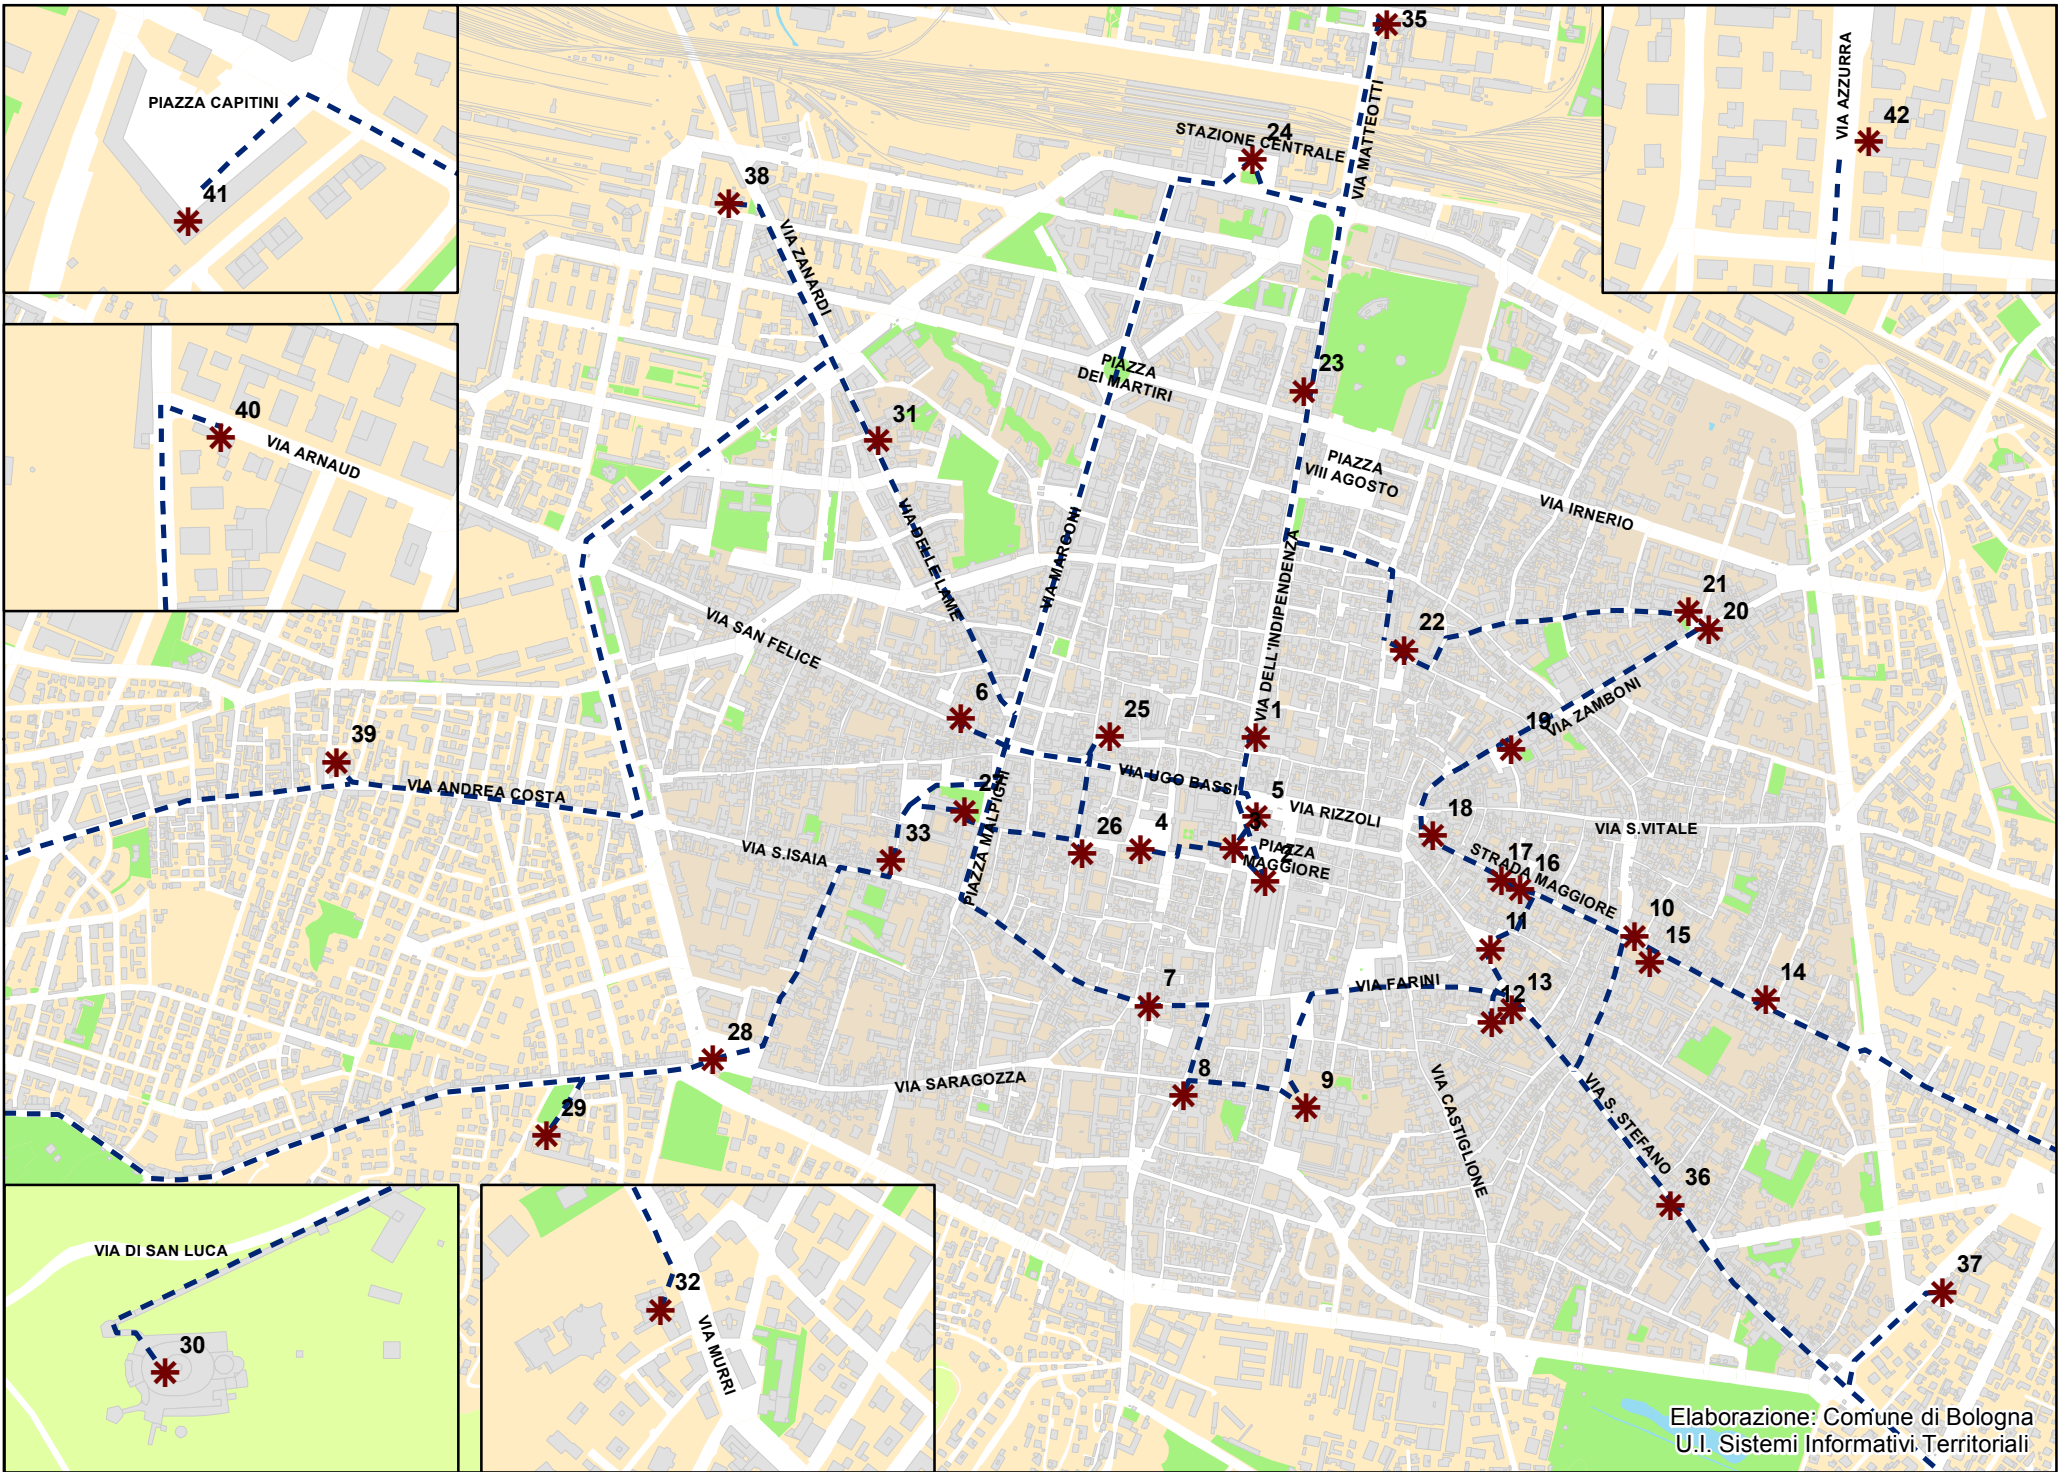 35
PIAZZA CAPITINI
41
VIA AZZURRA
42
STAZIONE CENTRALE
24
VIA MATTEOTTI
38
VIA ZANARDI
23
PIAZZA
DEI MARTIRI
40
VIA ARNAUD
31
PIAZZA
VIII AGOSTO
VIA IRNERIO
VIA DELLE LAME
VIA MARCONI
VIA DELL'INDIPENDENZA
21
20
22
VIA SAN FELICE
6
25
1
19
VIA ZAMBONI
39
VIA ANDREA COSTA
27
VIA UGO BASSI
5
VIA RIZZOLI
18
VIA S.VITALE
33
VIA S.ISAIA
PIAZZA MALPIGHI
26
4
3
2
PIAZZA
MAGGIORE
17
16
STRADA MAGGIORE
10
15
11
14
7
VIA FARINI
13
12
28
29
VIA SARAGOZZA
8
9
VIA CASTIGLIONE
VIA S. STEFANO
36
37
VIA DI SAN LUCA
30
32
VIA MURRI
Elaborazione: Comune di Bologna
U.I. Sistemi Informativi Territoriali